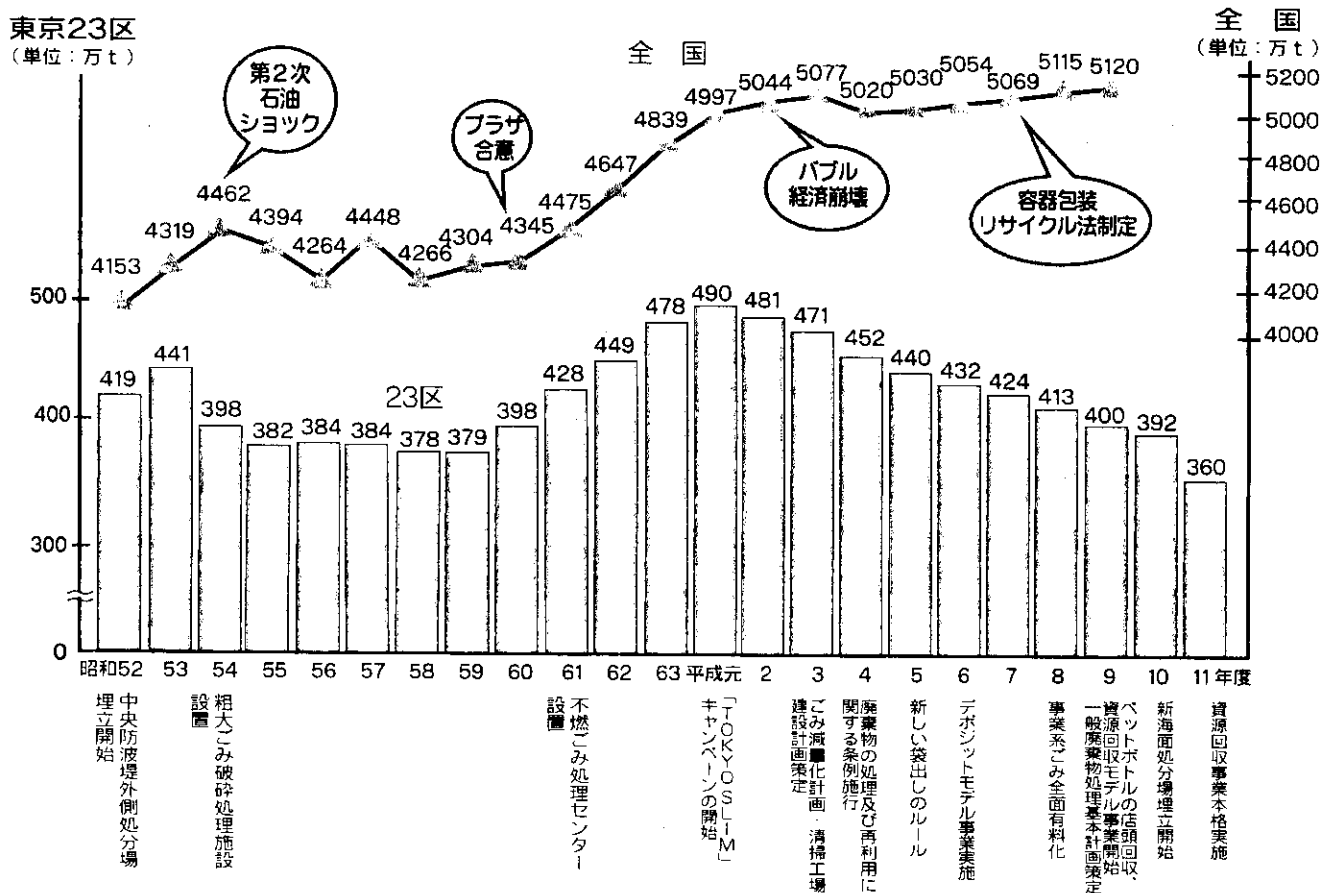 東京23区
(単位：万t)
全国
(単位：万t)
全国
第2次
石油
ショック
プラザ
合意
バブル
経済崩壊
容器包装
リサイクル法制定
4153
4319
4462
4394
4264
4448
4266
4304
4345
4475
4647
4839
4997
5044
5077
5020
5030
5054
5069
5115
5120
5200
5000
4800
4600
4400
4200
4000
500
400
300
0
23区
419
441
398
382
384
384
378
379
398
428
449
478
490
481
471
452
440
432
424
413
400
392
360
昭和52 53 54 55 56 57 58 59 60 61 62 63 平成元 2 3 4 5 6 7 8 9 10 11年度
中央防波堤外側処分場
埋立開始
粗大ごみ破砕処理施設
設置
不燃ごみ処理センター
設置
「TOKYOSLIM」
キャンペーンの開始
ごみ減量化計画・清掃工場
建設計画策定
廃棄物の処理及び再利用に
関する条例施行
新しい袋出しのルール
デポジットモデル事業実施
事業系ごみ全面有料化
ペットボトルの店頭回収、
資源回収モデル事業開始
一般廃棄物処理基本計画策定
新海面処分場埋立開始
資源回収事業本格実施